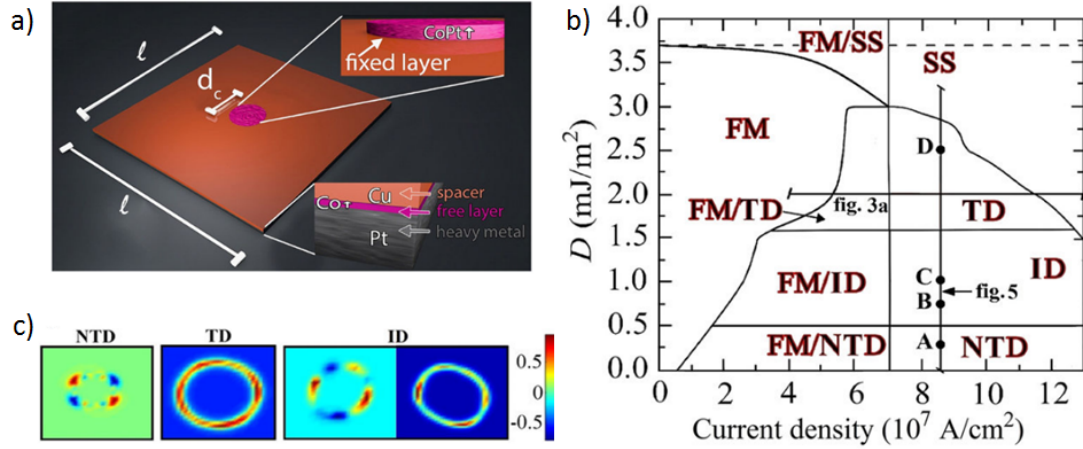 a)
ℓ
d_c
ℓ
CoPt↑
fixed layer
Cu
spacer
Co↑
free layer
Pt
heavy metal
b)
D (mJ/m²)
4.0
3.5
3.0
2.5
2.0
1.5
1.0
0.5
0.0
FM/SS
SS
FM
D
FM/TD
fig. 3a
TD
FM/ID
C
B
fig.5
ID
FM/NTD
A
NTD
0 2 4 6 8 10 12
Current density (10⁷ A/cm²)
c)
NTD TD ID
0.5
0
-0.5